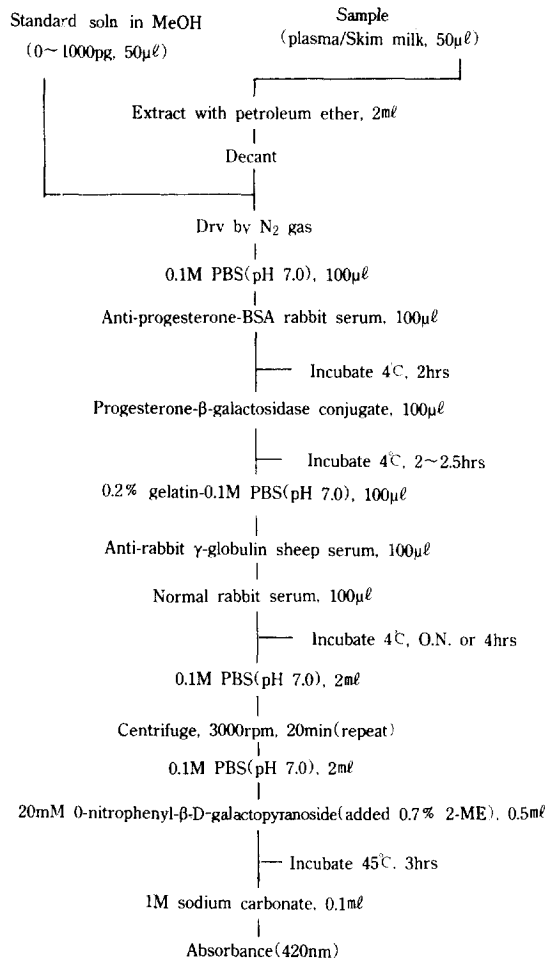 Standard soln in MeOH
(0~1000pg, 50μℓ)
Sample
(plasma/Skim milk, 50μℓ)
Extract with petroleum ether, 2mℓ
Decant
Dry by N₂ gas
0.1M PBS(pH 7.0), 100μℓ
Anti-progesterone-BSA rabbit serum, 100μℓ
Incubate 4℃, 2hrs
Progesterone-β-galactosidase conjugate, 100μℓ
Incubate 4℃, 2~2.5hrs
0.2% gelatin-0.1M PBS(pH 7.0), 100μℓ
Anti-rabbit γ-globulin sheep serum, 100μℓ
Normal rabbit serum, 100μℓ
Incubate 4℃, O.N. or 4hrs
0.1M PBS(pH 7.0), 2mℓ
Centrifuge, 3000rpm, 20min(repeat)
0.1M PBS(pH 7.0), 2mℓ
20mM 0-nitrophenyl-β-D-galactopyranoside(added 0.7% 2-ME), 0.5mℓ
Incubate 45℃. 3hrs
1M sodium carbonate, 0.1mℓ
Absorbance(420nm)